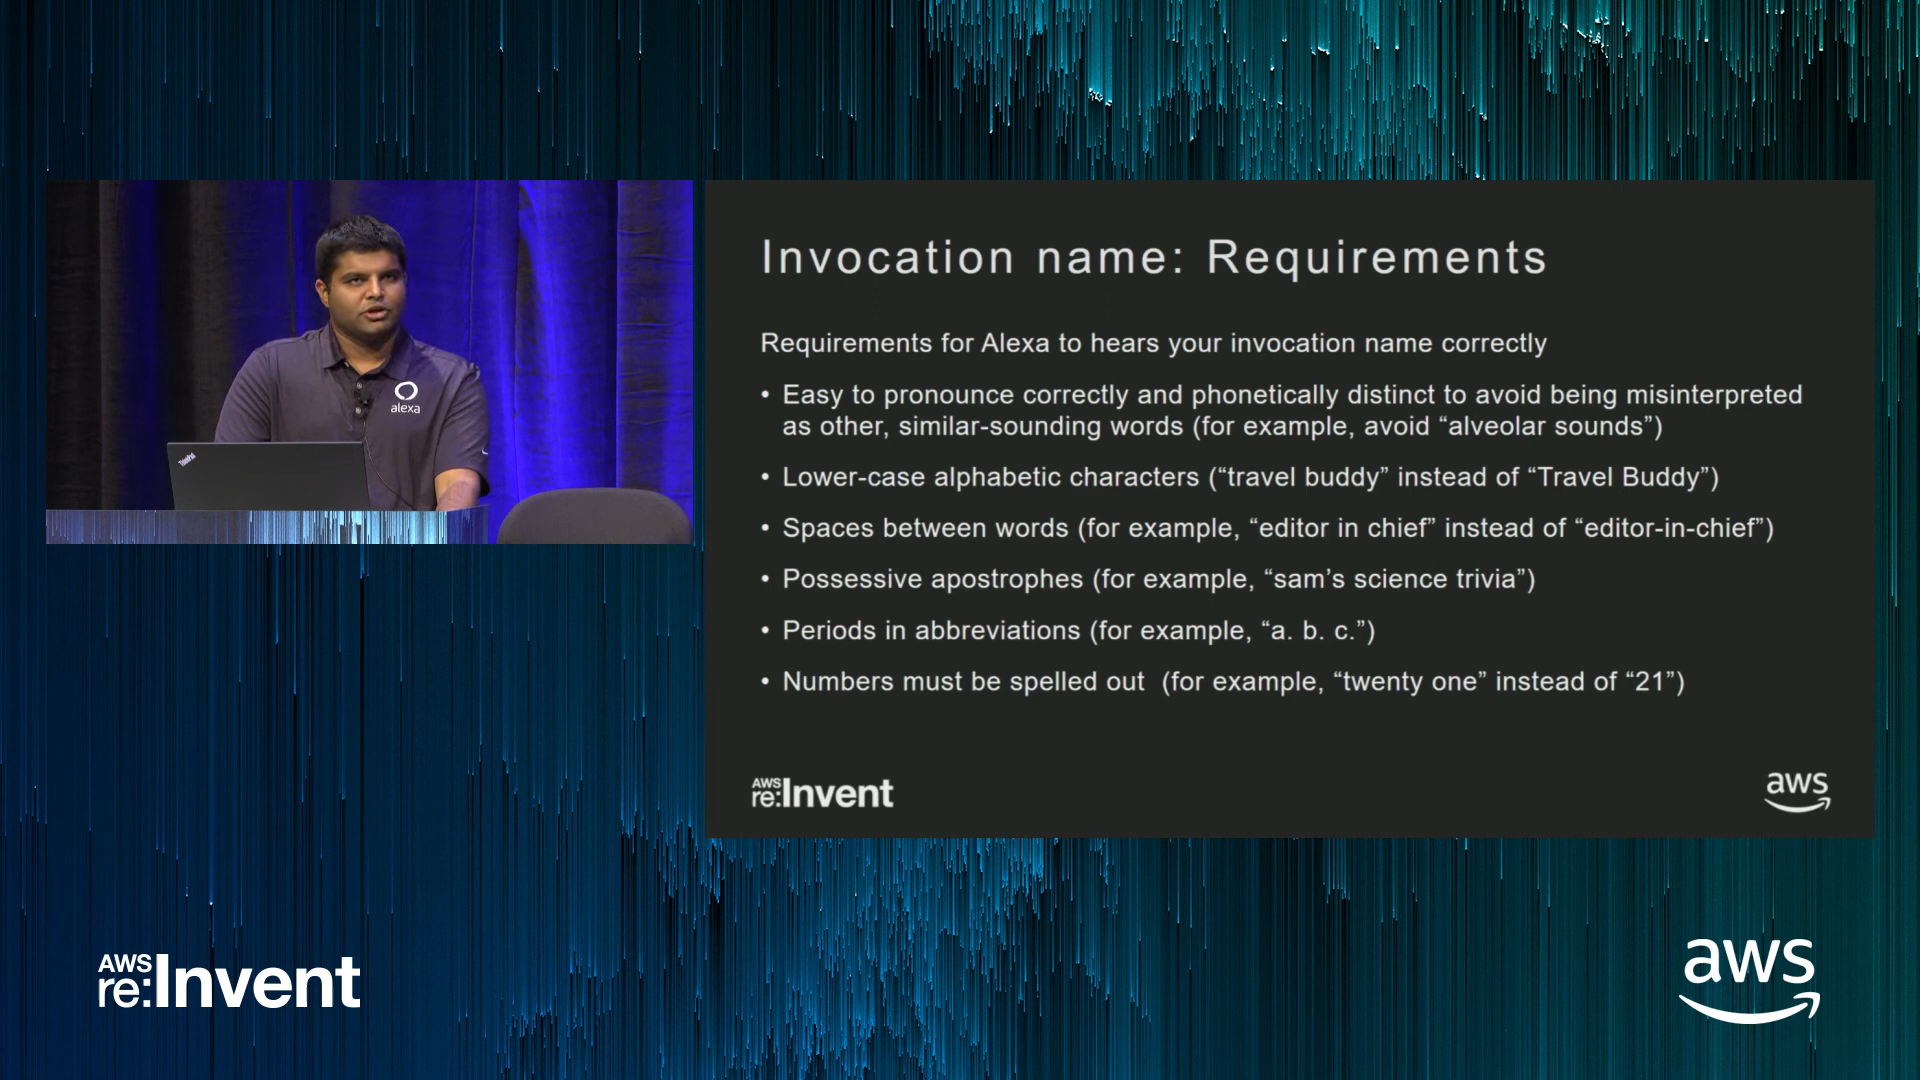 ThinkPad
alexa
Invocation name: Requirements
Requirements for Alexa to hears your invocation name correctly
• Easy to pronounce correctly and phonetically distinct to avoid being misinterpreted
as other, similar-sounding words (for example, avoid “alveolar sounds”)
• Lower-case alphabetic characters (“travel buddy” instead of “Travel Buddy”)
• Spaces between words (for example, “editor in chief” instead of “editor-in-chief”)
• Possessive apostrophes (for example, “sam’s science trivia”)
• Periods in abbreviations (for example, “a. b. c.”)
• Numbers must be spelled out  (for example, “twenty one” instead of “21”)
AWS
re:Invent
aws
AWS
re:Invent
aws